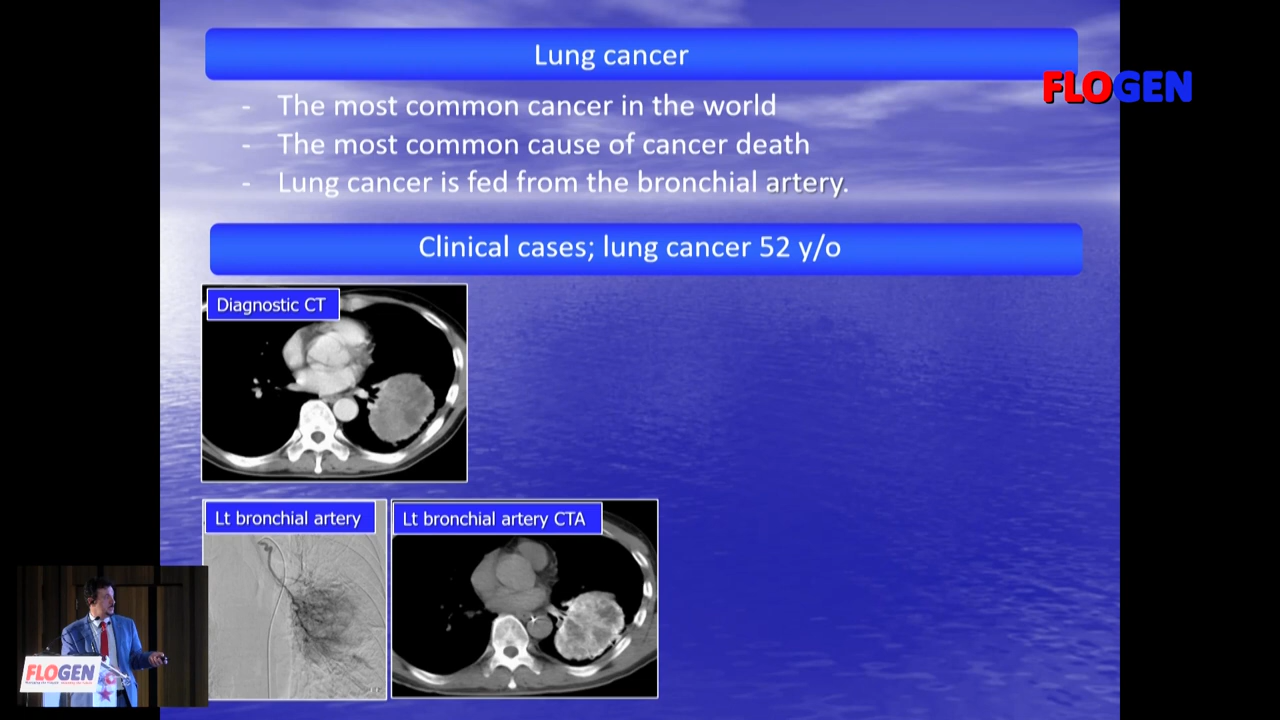 Lung cancer
FLOGEN
- The most common cancer in the world
- The most common cause of cancer death
- Lung cancer is fed from the bronchial artery.
Clinical cases; lung cancer 52 y/o
Diagnostic CT
Lt bronchial artery
Lt bronchial artery CTA
FLOGEN